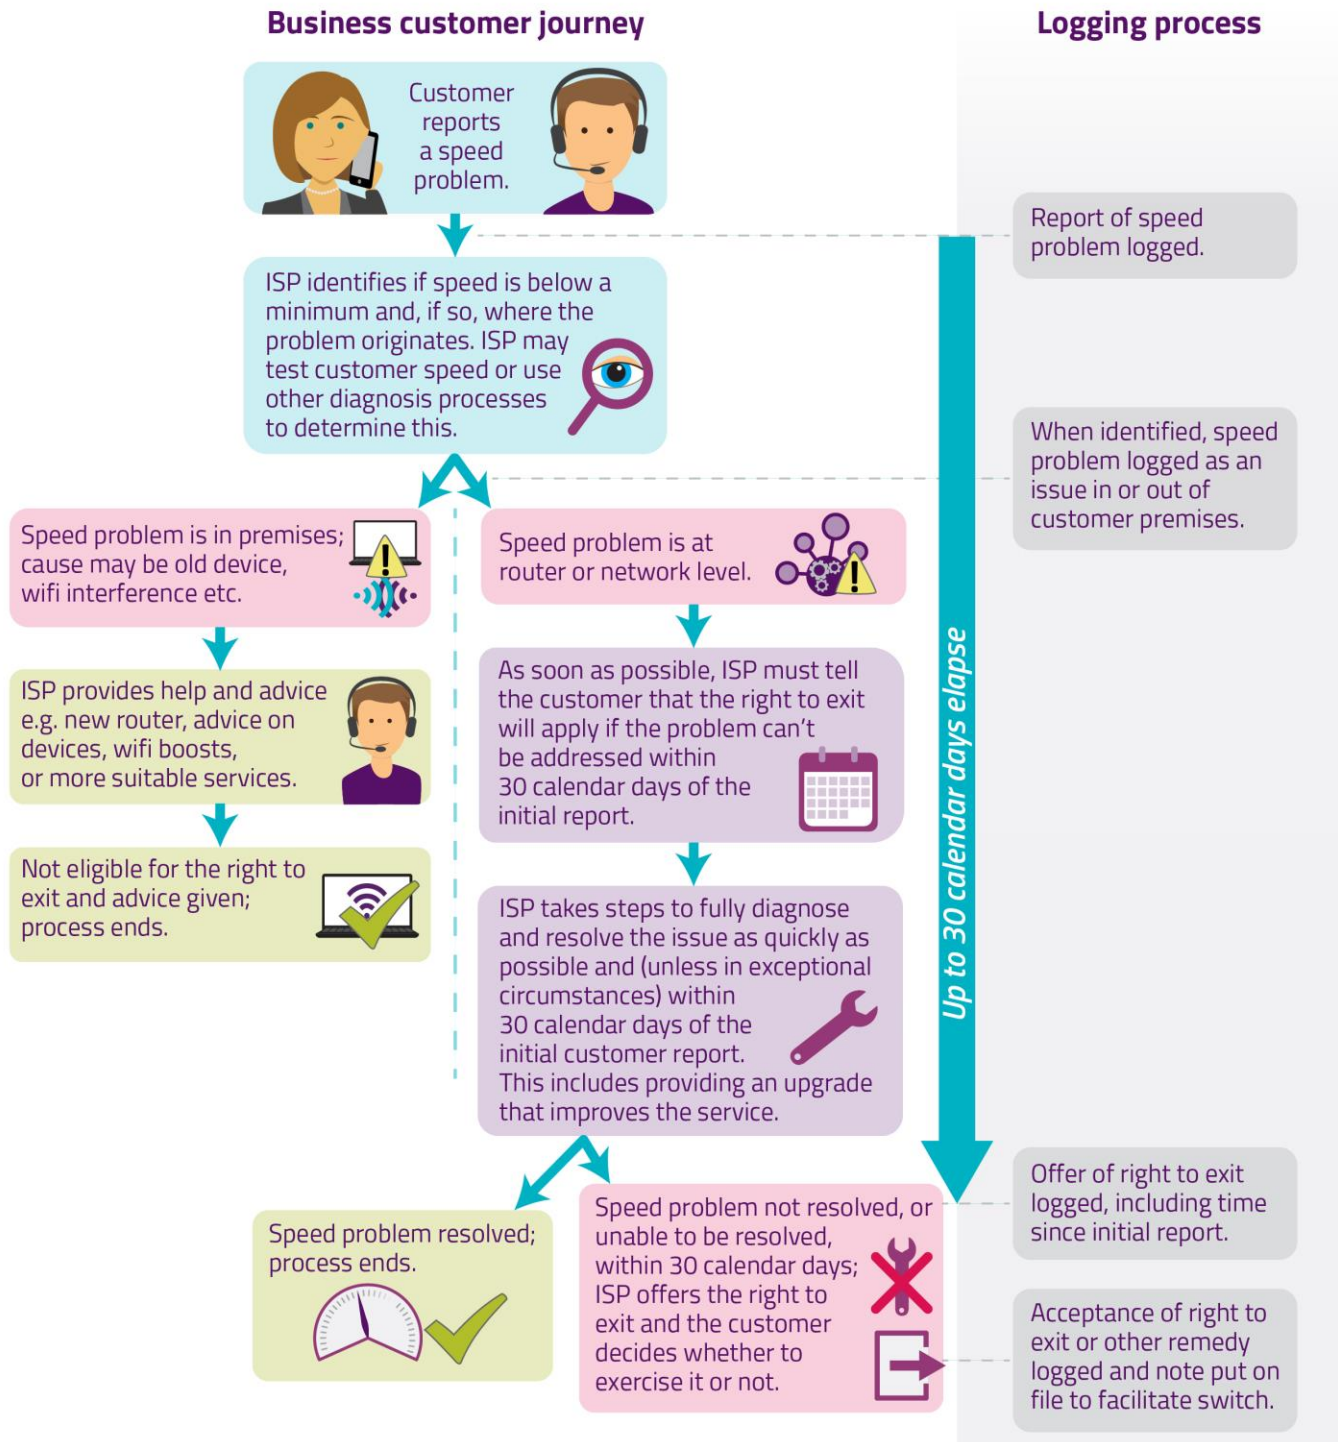 Business customer journey
Logging process
Customer
reports
a speed
problem.
Report of speed
problem logged.
ISP identifies if speed is below a
minimum and, if so, where the
problem originates. ISP may
test customer speed or use
other diagnosis processes
to determine this.
When identified, speed
problem logged as an
issue in or out of
customer premises.
Speed problem is in premises;
cause may be old device,
wifi interference etc.
Speed problem is at
router or network level.
ISP provides help and advice
e.g. new router, advice on
devices, wifi boosts,
or more suitable services.
As soon as possible, ISP must tell
the customer that the right to exit
will apply if the problem can't
be addressed within
30 calendar days of the
initial report.
Not eligible for the right to
exit and advice given;
process ends.
ISP takes steps to fully diagnose
and resolve the issue as quickly as
possible and (unless in exceptional
circumstances) within
30 calendar days of the
initial customer report.
This includes providing an upgrade
that improves the service.
Up to 30 calendar days elapse
Speed problem resolved;
process ends.
Speed problem not resolved, or
unable to be resolved,
within 30 calendar days;
ISP offers the right to
exit and the customer
decides whether to
exercise it or not.
Offer of right to exit
logged, including time
since initial report.
Acceptance of right to
exit or other remedy
logged and note put on
file to facilitate switch.